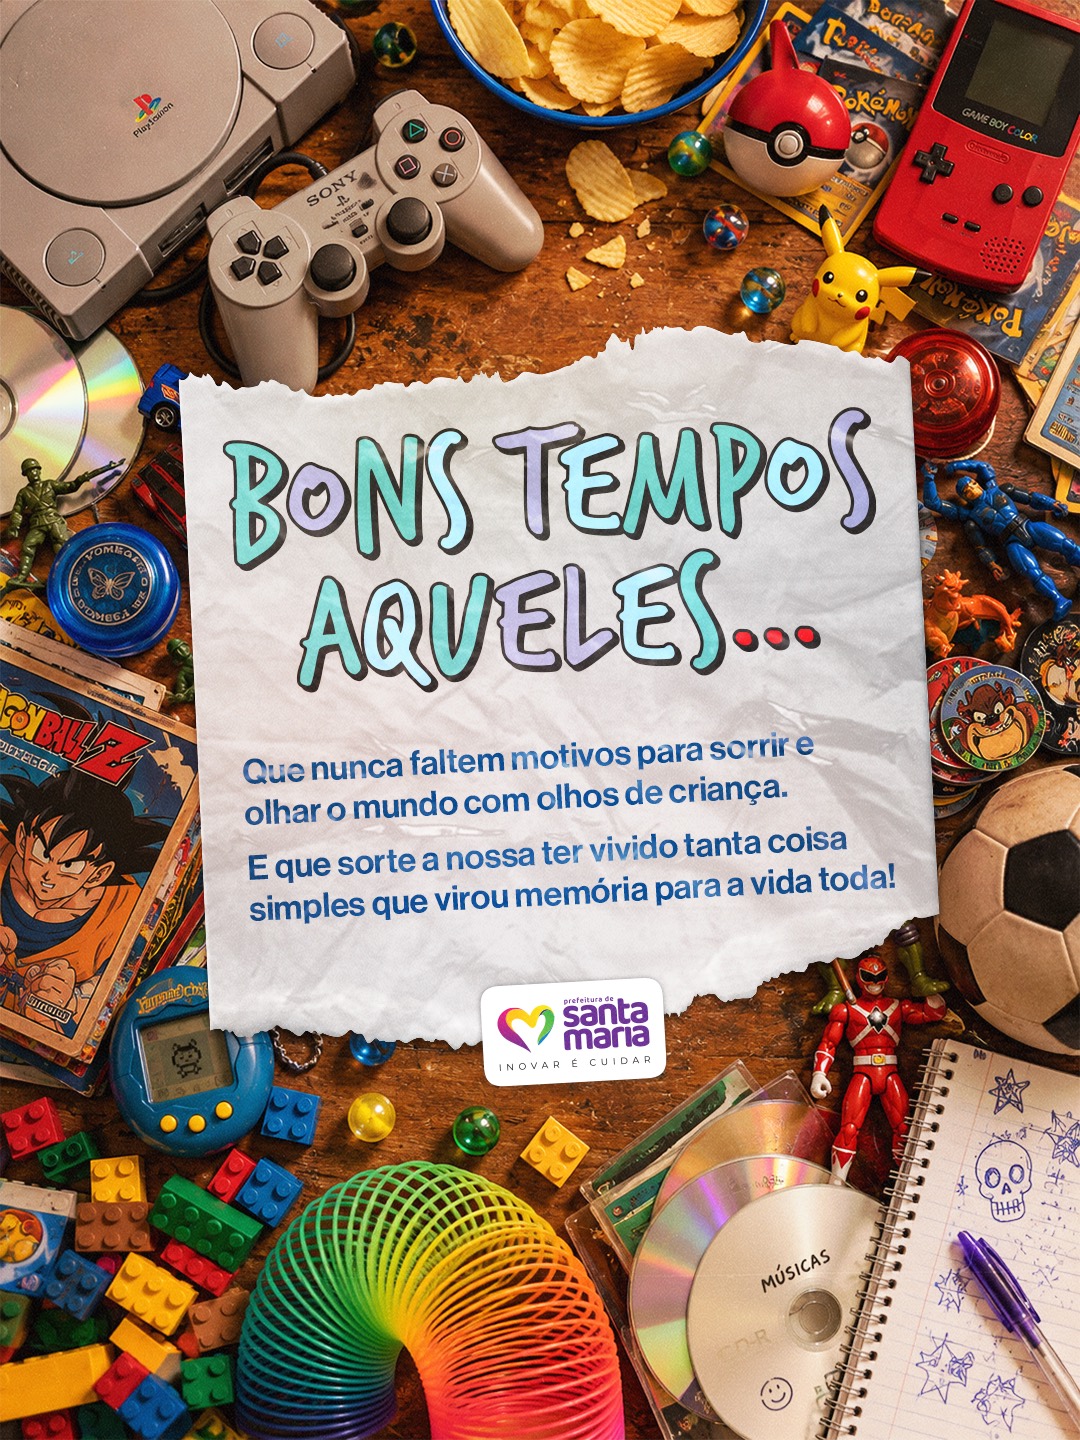 PlayStation
SONY
POKéMON
GAME BOY COLOR
BONS TEMPOS
AQUELES...
DRAGON BALL Z
Que nunca faltem motivos para sorrir e
olhar o mundo com olhos de criança.
E que sorte a nossa ter vivido tanta coisa
simples que virou memória para a vida toda!
prefeitura de
santa
maria
INOVAR É CUIDAR
MÚSICAS
CD-R